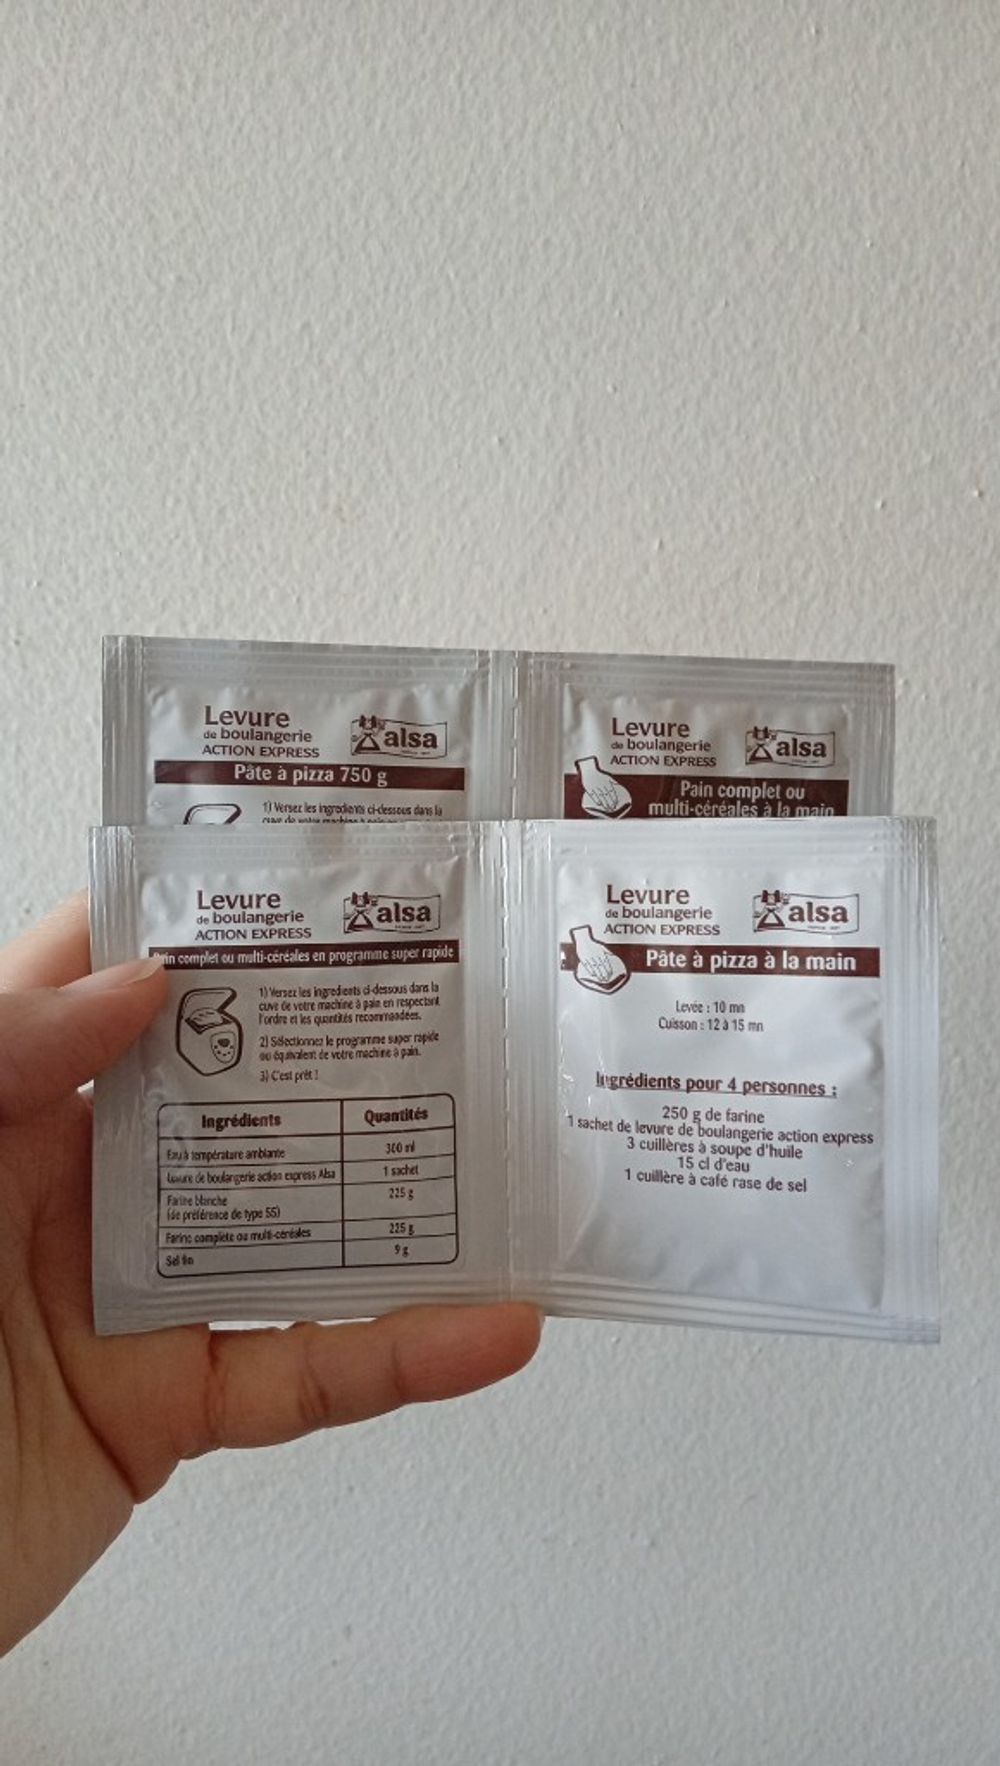 Levure
de boulangerie
ACTION EXPRESS
alsa
Pâte à pizza 750 g
1) Versez les ingrédients ci-dessous dans la
cuve de votre machine à pain
Levure
de boulangerie
ACTION EXPRESS
alsa
Pain complet ou
multi-céréales à la main
Levure
de boulangerie
ACTION EXPRESS
alsa
Pain complet ou multi-céréales en programme super rapide
1) Versez les ingrédients ci-dessous dans la
cuve de votre machine à pain en respectant
l'ordre et les quantités recommandées.
2) Sélectionnez le programme super rapide
ou équivalent de votre machine à pain.
3) C'est prêt !
Ingrédients Quantités
Eau à température ambiante 300 ml
Levure de boulangerie action express Alsa 1 sachet
Farine blanche 225 g
(de préférence de type 55)
Farine complète ou multi-céréales 225 g
Sel fin 9 g
Levure
de boulangerie
ACTION EXPRESS
alsa
Pâte à pizza à la main
Levée : 10 mn
Cuisson : 12 à 15 mn
Ingrédients pour 4 personnes :
250 g de farine
1 sachet de levure de boulangerie action express
3 cuillères à soupe d'huile
15 cl d'eau
1 cuillère à café rase de sel